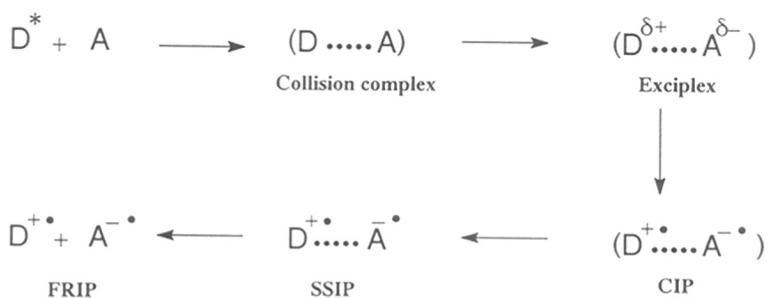 D* + A (D ..... A) (Dδ+ ..... Aδ−)
Collision complex Exciplex
D+• + A−• D+• ..... A−• (D+• ..... A−•)
FRIP SSIP CIP